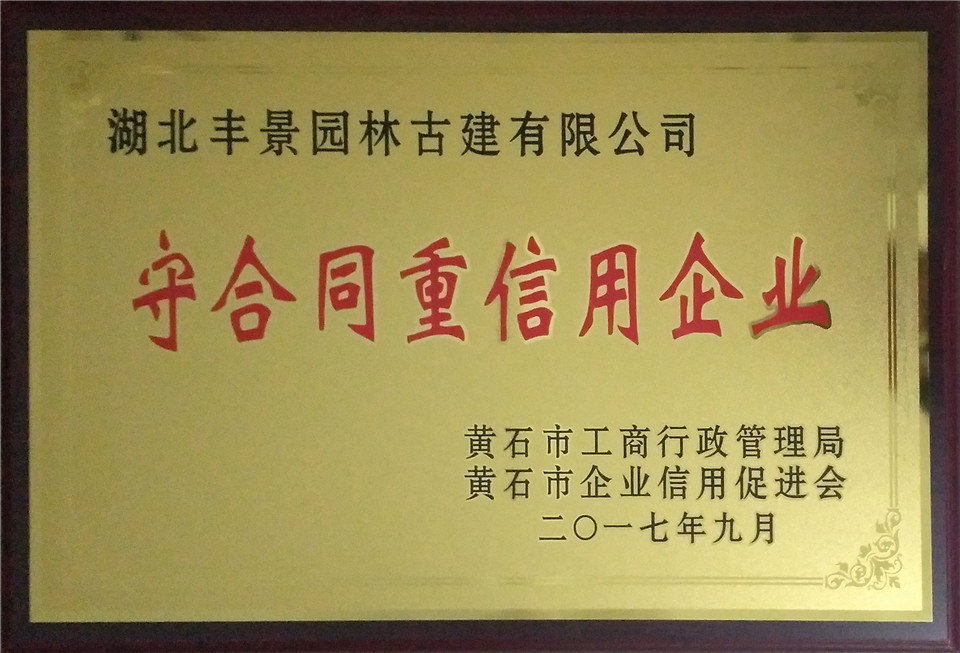 湖北丰景园林古建有限公司
守合同重信用企业
黄石市工商行政管理局
黄石市企业信用促进会
二〇一七年九月